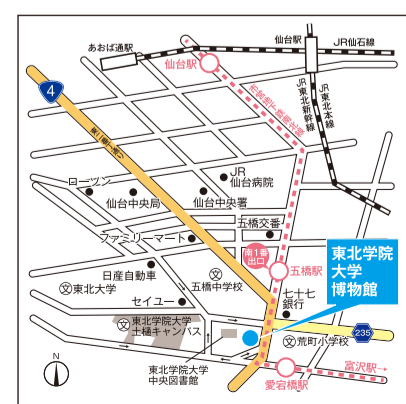 あおば通駅
仙台駅
仙台駅
JR仙石線
市営地下鉄南北線
JR東北新幹線
JR東北本線
4
東二番丁通り
ローソン
仙台中央局
JR
仙台病院
仙台中央署
五橋交番
ファミリーマート
南1番
出口
東北学院
大学
博物館
日産自動車
文東北大学
文
五橋中学校
五橋駅
セイユー
七十七
銀行
文
東北学院大学
土樋キャンパス
235
文荒町小学校
東北学院大学
中央図書館
N
愛宕橋駅
富沢駅→